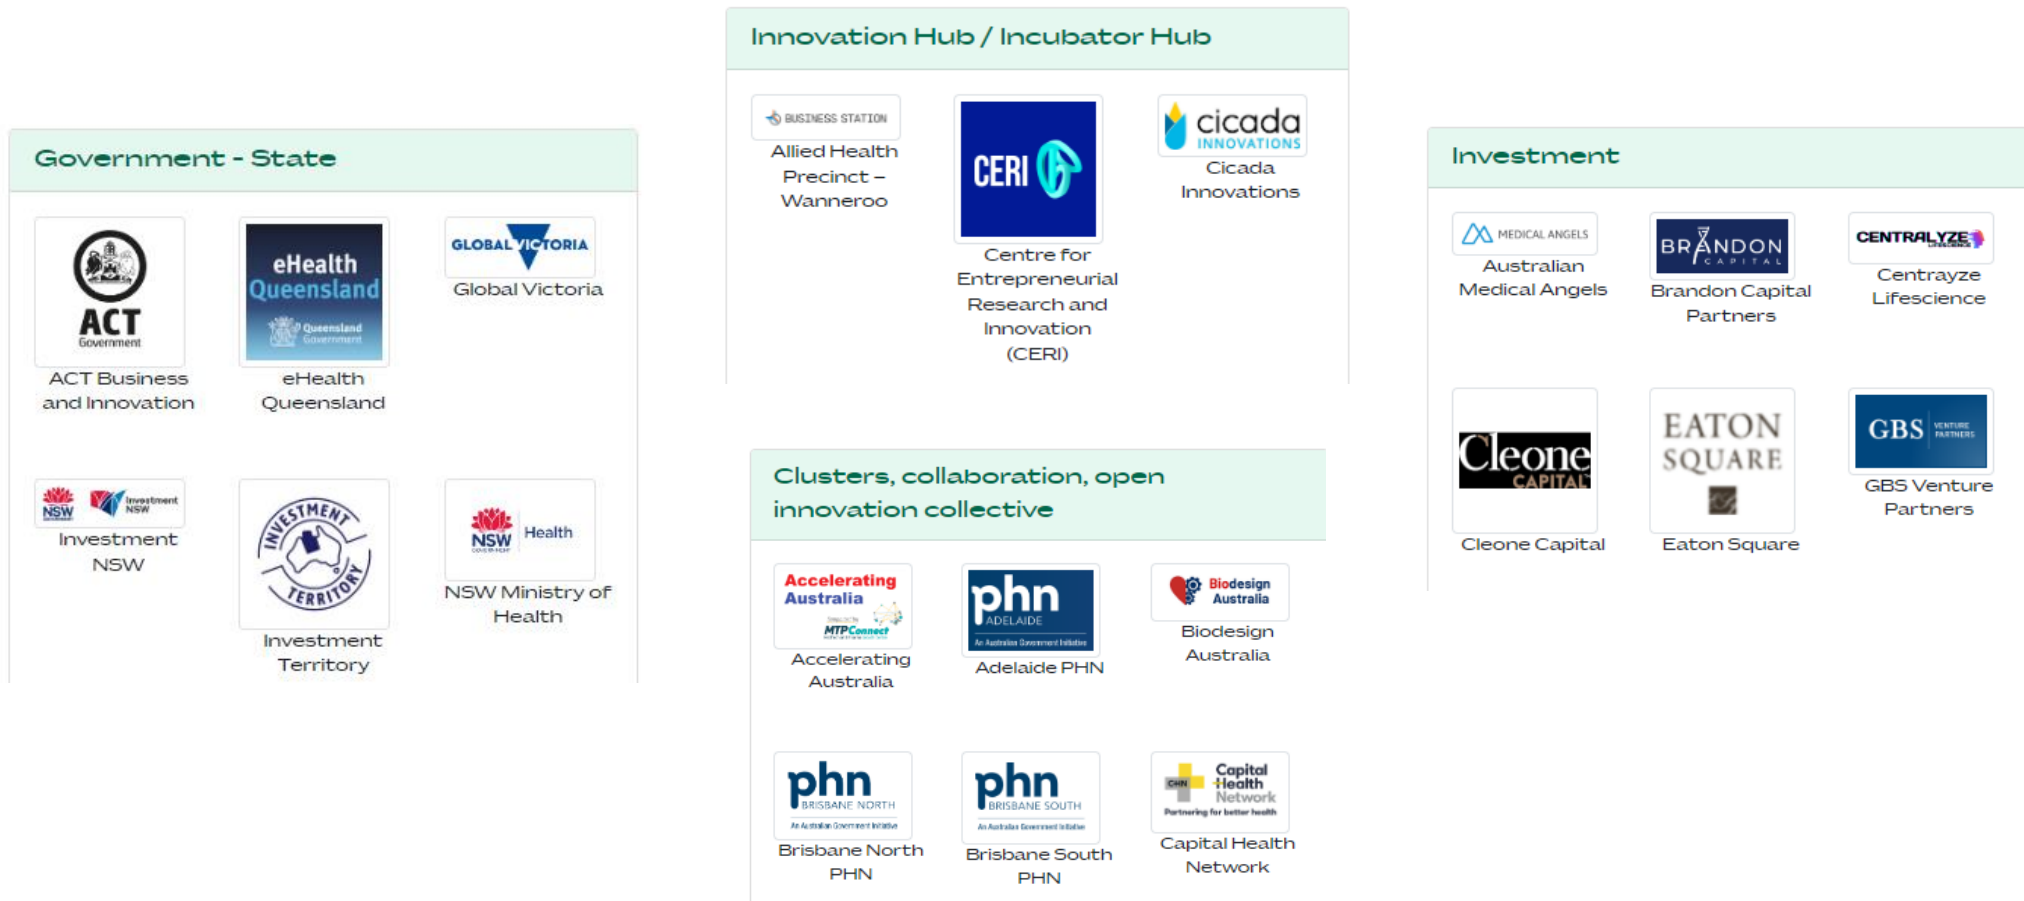 Government - State
ACT
Government
ACT Business
and Innovation
eHealth
Queensland
Queensland
Government
eHealth
Queensland
GLOBAL VICTORIA
Global Victoria
NSW
GOVERNMENT
Investment
NSW
Investment
NSW
INVESTMENT
TERRITORY
Investment
Territory
NSW
GOVERNMENT
Health
NSW Ministry of
Health
Innovation Hub / Incubator Hub
BUSINESS STATION
Allied Health
Precinct –
Wanneroo
CERI
Centre for
Entrepreneurial
Research and
Innovation
(CERI)
cicada
INNOVATIONS
Cicada
Innovations
Clusters, collaboration, open
innovation collective
Accelerating
Australia
MTPConnect
Accelerating
Australia
phn
ADELAIDE
An Australian Government Initiative
Adelaide PHN
Biodesign
Australia
Biodesign
Australia
phn
BRISBANE NORTH
An Australian Government Initiative
Brisbane North
PHN
phn
BRISBANE SOUTH
An Australian Government Initiative
Brisbane South
PHN
CHN
Capital
Health
Network
Partnering for better health
Capital Health
Network
Investment
MEDICAL ANGELS
Australian
Medical Angels
BRANDON
CAPITAL
Brandon Capital
Partners
CENTRALYZE
LIFESCIENCE
Centrayze
Lifescience
Cleone
CAPITAL
Cleone Capital
EATON
SQUARE
Eaton Square
GBS
VENTURE
PARTNERS
GBS Venture
Partners